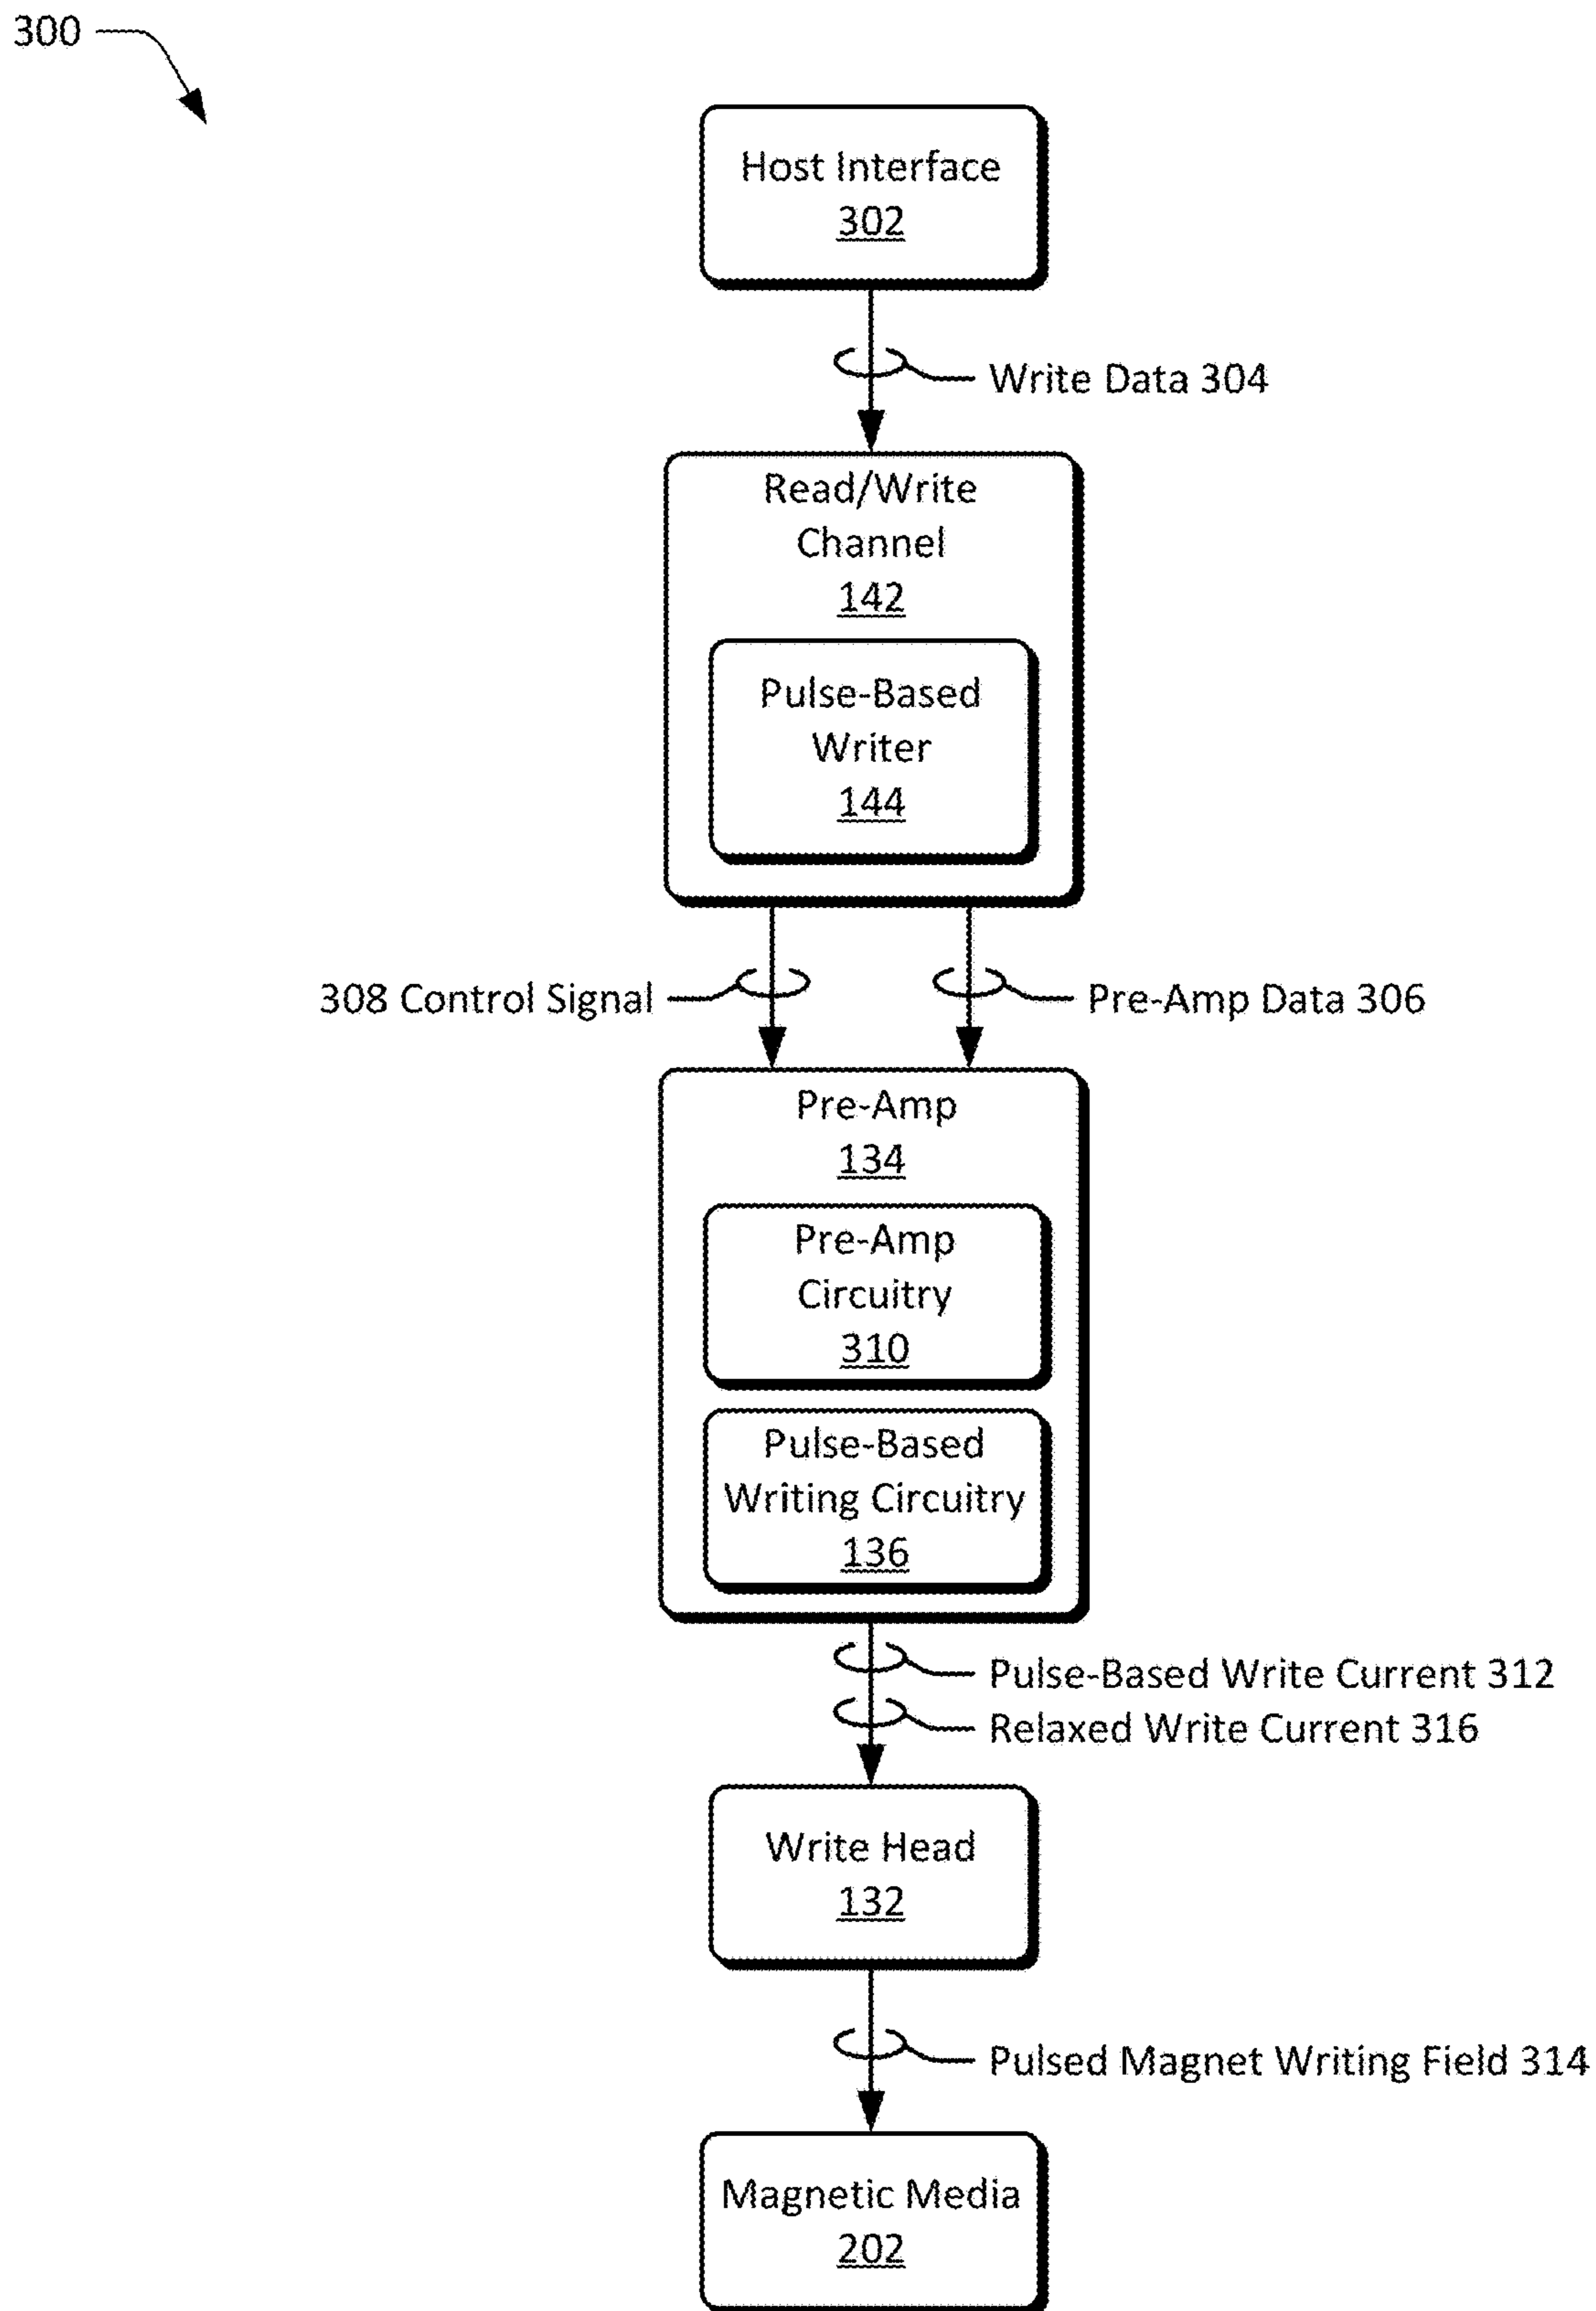 300
Host Interface
302
Write Data 304
Read/Write
Channel
142
Pulse-Based
Writer
144
308 Control Signal
Pre-Amp Data 306
Pre-Amp
134
Pre-Amp
Circuitry
310
Pulse-Based
Writing Circuitry
136
Pulse-Based Write Current 312
Relaxed Write Current 316
Write Head
132
Pulsed Magnet Writing Field 314
Magnetic Media
202